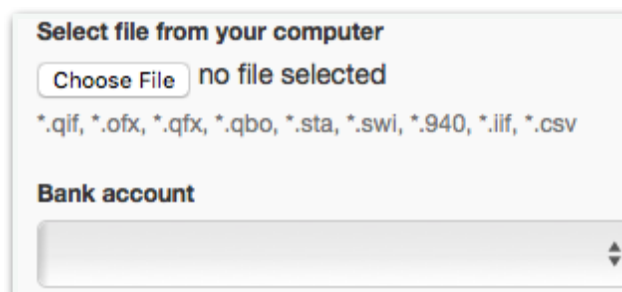 Select file from your computer
Choose File no file selected
*.qif, *.ofx, *.qfx, *.qbo, *.sta, *.swi, *.940, *.iif, *.csv
Bank account